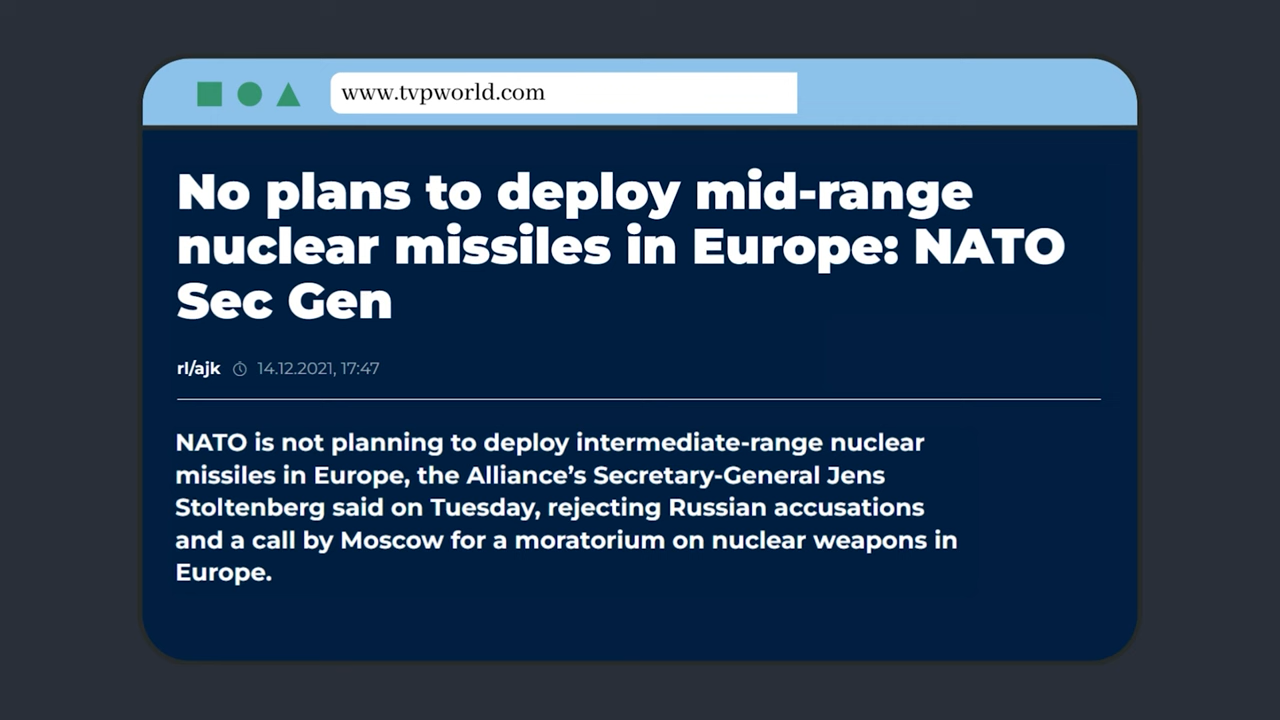 www.tvpworld.com
No plans to deploy mid-range
nuclear missiles in Europe: NATO
Sec Gen
rl/ajk 14.12.2021, 17:47
NATO is not planning to deploy intermediate-range nuclear
missiles in Europe, the Alliance’s Secretary-General Jens
Stoltenberg said on Tuesday, rejecting Russian accusations
and a call by Moscow for a moratorium on nuclear weapons in
Europe.